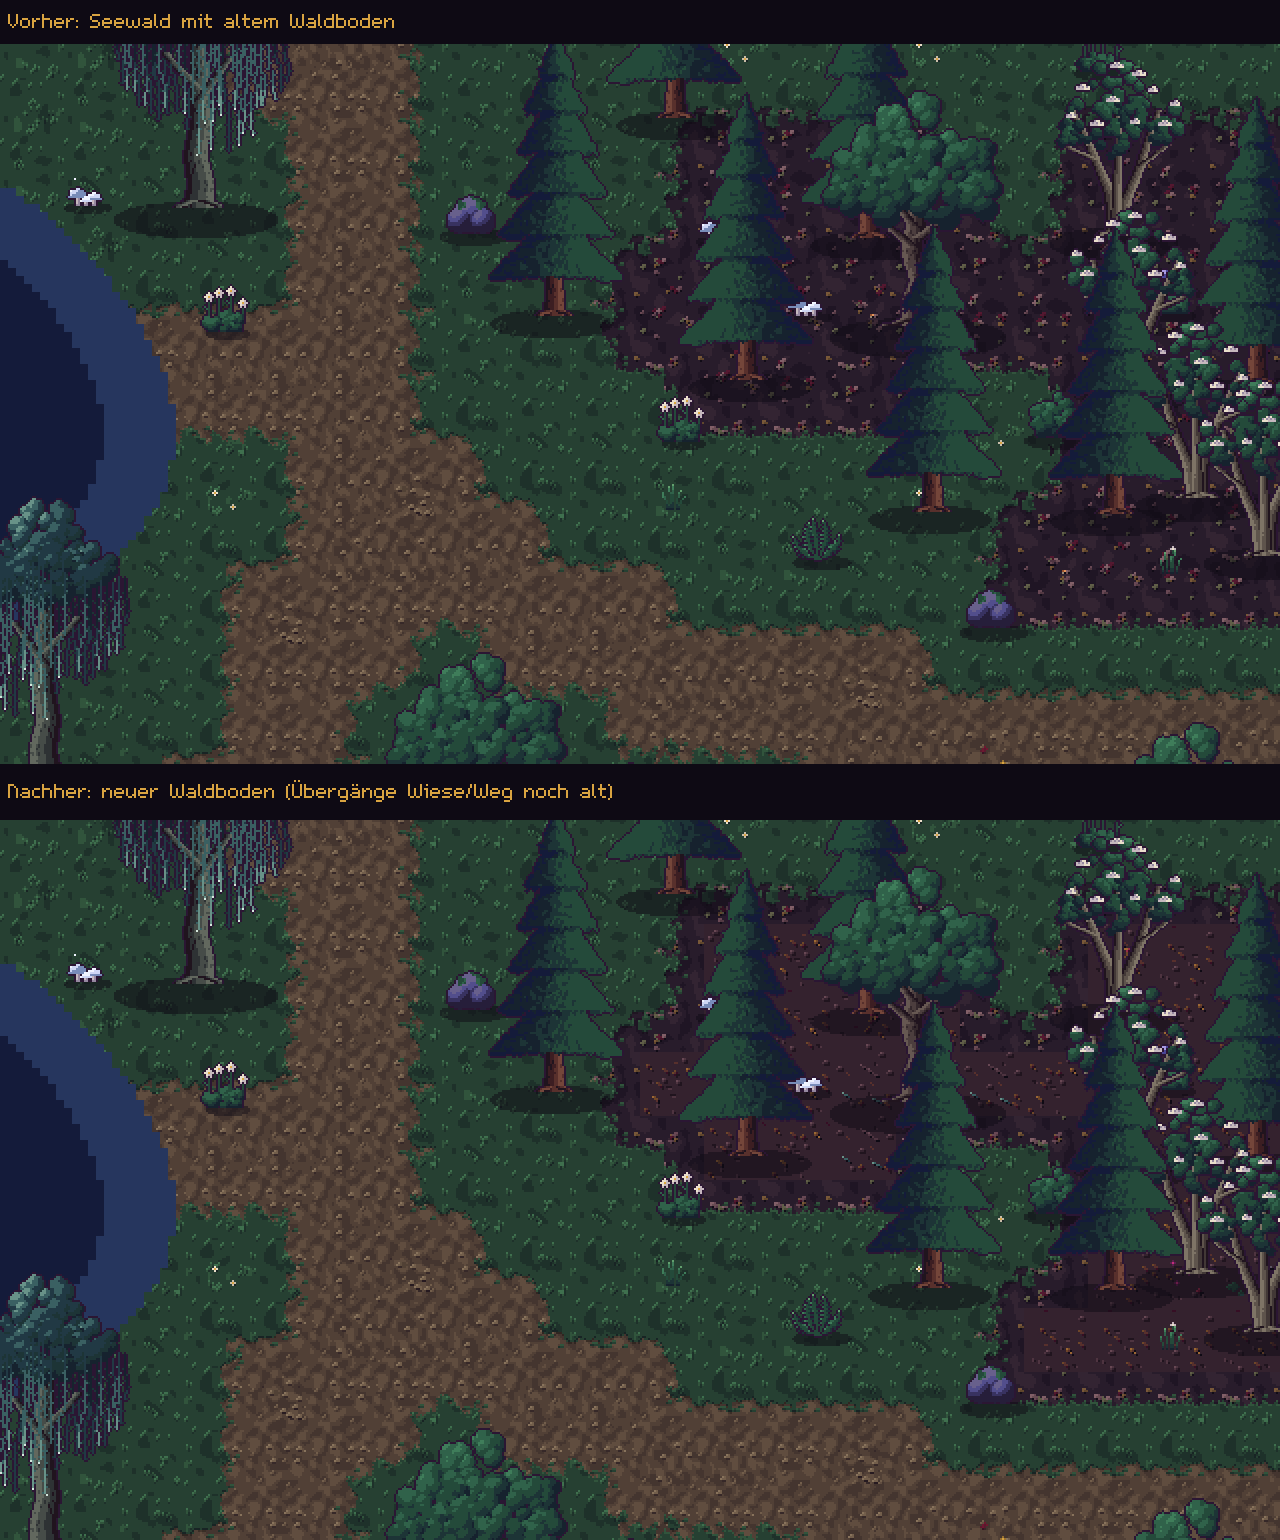 Vorher: Seewald mit altem Waldboden
Nachher: neuer Waldboden (Übergänge Wiese/Weg noch alt)